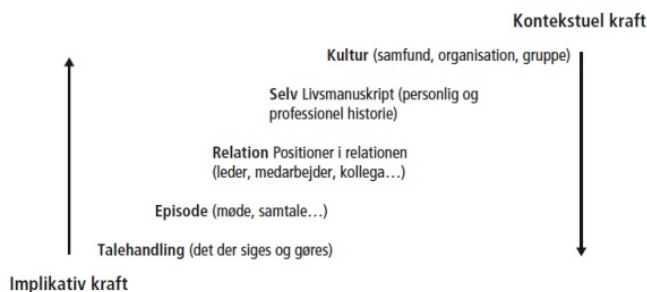 Kontekstuel kraft
Kultur (samfund, organisation, gruppe)
Selv Livsmanuskript (personlig og
professionel historie)
Relation Positioner i relationen
(leder, medarbejder, kollega…)
Episode (møde, samtale…)
Talehandling (det der siges og gøres)
Implikativ kraft